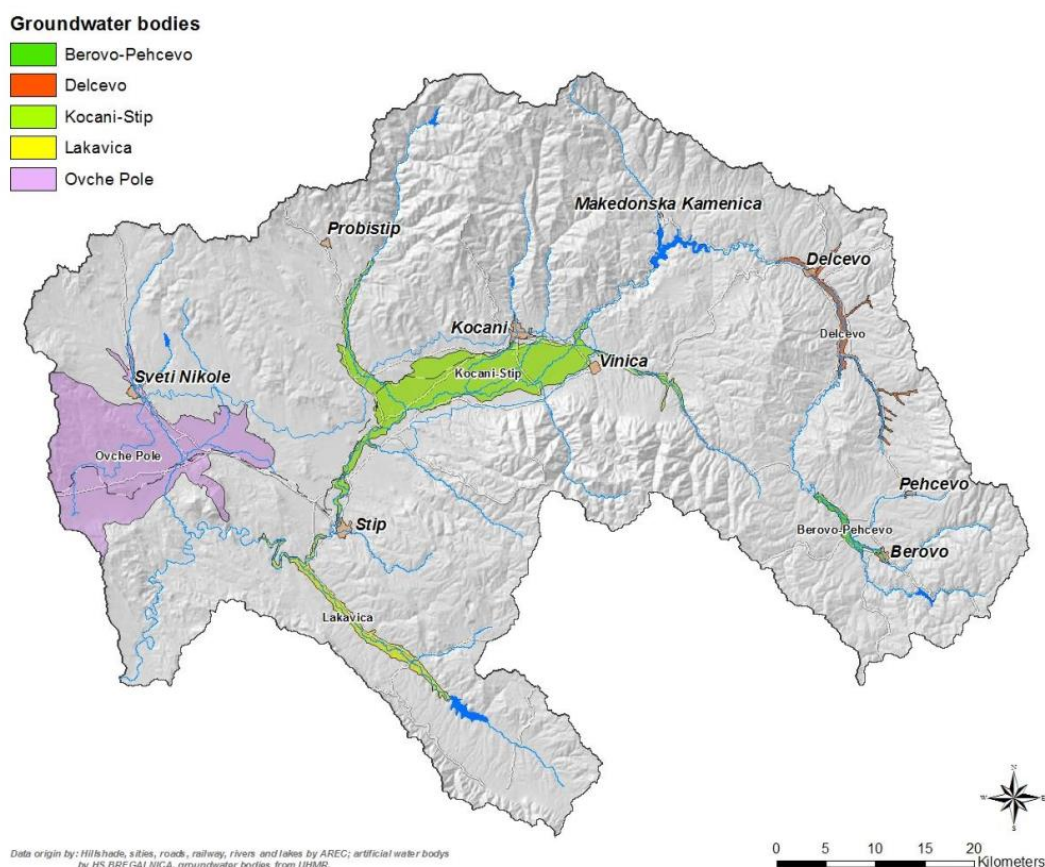 Groundwater bodies
Berovo-Pehcevo
Delcevo
Kocani-Stip
Lakavica
Ovche Pole
Makedonska Kamenica
Probistip
Delcevo
Kocani
Delcevo
Vinica
Kocani-Stip
Sveti Nikole
Ovche Pole
Pehcevo
Stip
Berovo-Pehcevo
Berovo
Lakavica
N
W
E
S
0 5 10 15 20
Kilometers
Data origin by: Hillshade, sities, roads, railway, rivers and lakes by AREC; artificial water bodys
by HS BREGALNICA, groundwater bodies from UHMR.